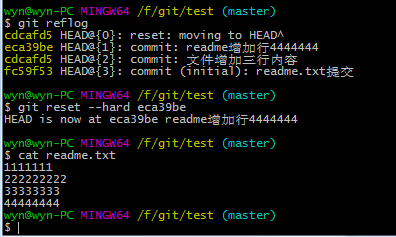 wyn@wyn-PC MINGW64 /f/git/test (master)
$ git reflog
cdcafd5 HEAD@{0}: reset: moving to HEAD^
eca39be HEAD@{1}: commit: readme增加行4444444
cdcafd5 HEAD@{2}: commit: 文件增加三行内容
fc59f53 HEAD@{3}: commit (initial): readme.txt提交
wyn@wyn-PC MINGW64 /f/git/test (master)
$ git reset --hard eca39be
HEAD is now at eca39be readme增加行4444444
wyn@wyn-PC MINGW64 /f/git/test (master)
$ cat readme.txt
1111111
2222222222
33333333
44444444
wyn@wyn-PC MINGW64 /f/git/test (master)
$